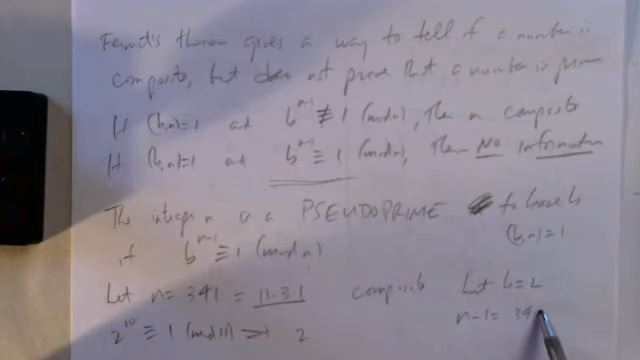 Fermat's theorem gives a way to tell if a number is
composite, but does not prove that a number is prime
If (b,n)=1 and b^{n-1} ≢ 1 (mod n), then n composite
If (b,n)=1 and b^{n-1} ≡ 1 (mod n), then No information
The integer n is a PSEUDOPRIME to base b
if b^{n-1} ≡ 1 (mod n) (b,n)=1
Let n = 341 = 11·31 composite Let b=2
2^{10} ≡ 1 (mod 11) → 2 n-1 = 34